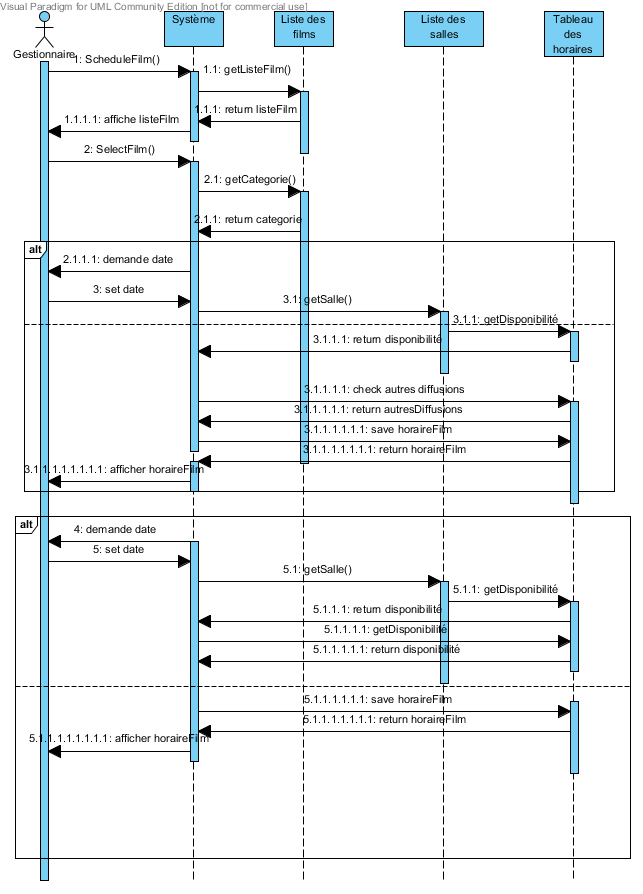 Visual Paradigm for UML Community Edition [not for commercial use]
Système
Liste des
films
Liste des
salles
Tableau
des
horaires
Gestionnaire
1: ScheduleFilm()
1.1: getListeFilm()
1.1.1: return listeFilm
1.1.1.1: affiche listeFilm
2: SelectFilm()
2.1: getCategorie()
2.1.1: return categorie
alt
2.1.1.1: demande date
3: set date
3.1: getSalle()
3.1.1: getDisponibilité
3.1.1.1: return disponibilité
3.1.1.1.1: check autres diffusions
3.1.1.1.1.1: return autresDiffusions
3.1.1.1.1.1.1: save horaireFilm
3.1.1.1.1.1.1.1: return horaireFilm
3.1.1.1.1.1.1.1.1: afficher horaireFilm
alt
4: demande date
5: set date
5.1: getSalle()
5.1.1: getDisponibilité
5.1.1.1: return disponibilité
5.1.1.1.1: getDisponibilité
5.1.1.1.1.1: return disponibilité
5.1.1.1.1.1.1: save horaireFilm
5.1.1.1.1.1.1.1: return horaireFilm
5.1.1.1.1.1.1.1.1: afficher horaireFilm